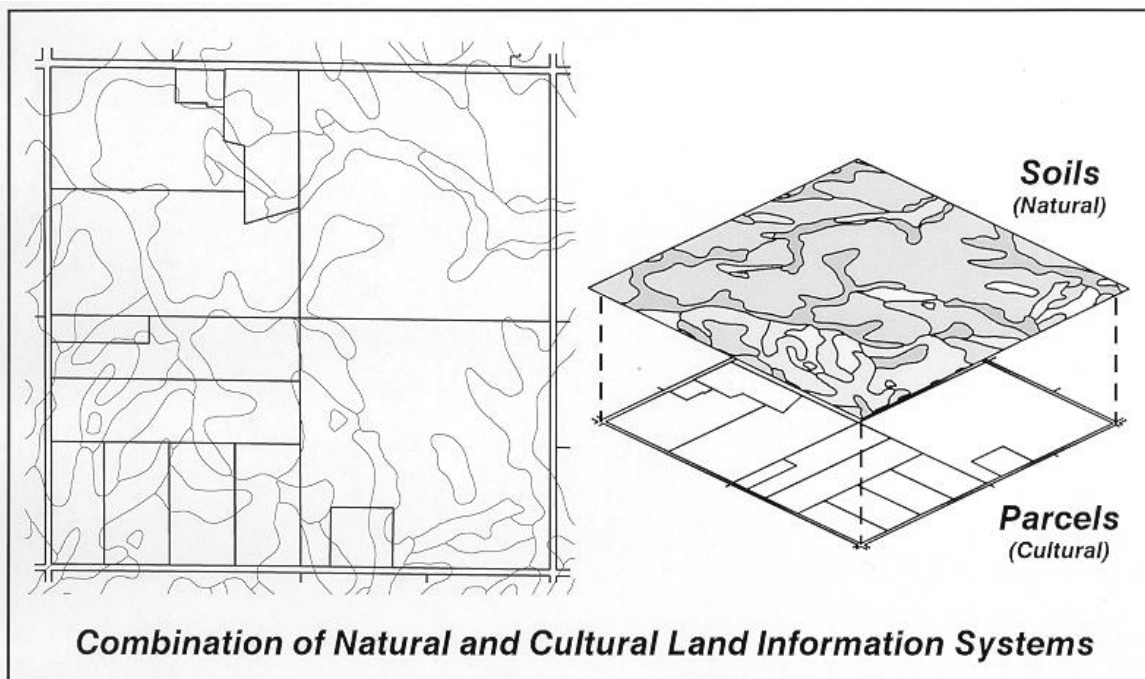 Soils
(Natural)
Parcels
(Cultural)
Combination of Natural and Cultural Land Information Systems